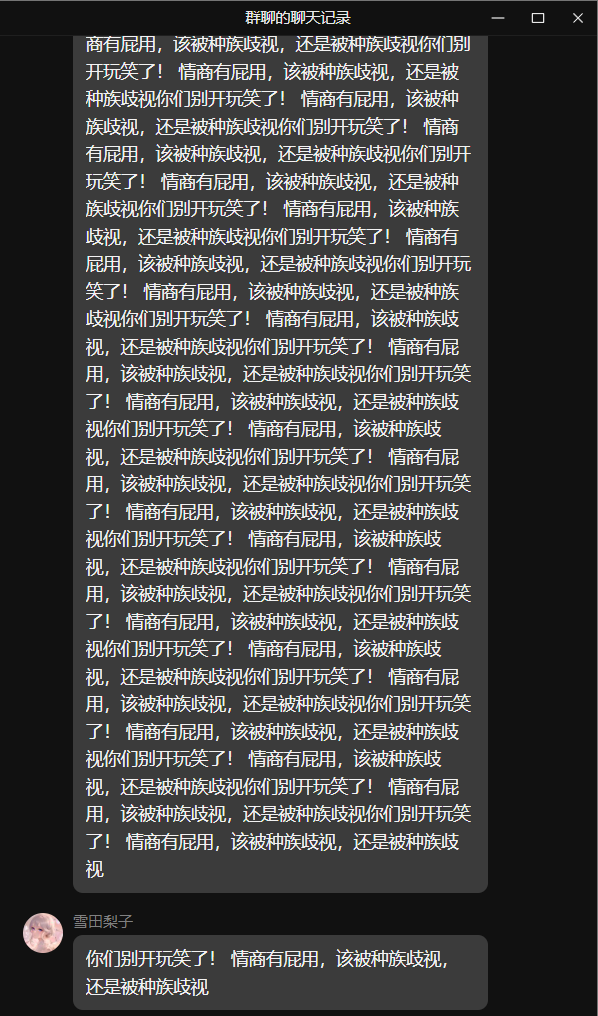 群聊的聊天记录
商有屁用，该被种族歧视，还是被种族歧视你们别
开玩笑了！ 情商有屁用，该被种族歧视，还是被
种族歧视你们别开玩笑了！ 情商有屁用，该被种
族歧视，还是被种族歧视你们别开玩笑了！ 情商
有屁用，该被种族歧视，还是被种族歧视你们别开
玩笑了！ 情商有屁用，该被种族歧视，还是被种
族歧视你们别开玩笑了！ 情商有屁用，该被种族
歧视，还是被种族歧视你们别开玩笑了！ 情商有
屁用，该被种族歧视，还是被种族歧视你们别开玩
笑了！ 情商有屁用，该被种族歧视，还是被种族
歧视你们别开玩笑了！ 情商有屁用，该被种族歧
视，还是被种族歧视你们别开玩笑了！ 情商有屁
用，该被种族歧视，还是被种族歧视你们别开玩笑
了！ 情商有屁用，该被种族歧视，还是被种族歧
视你们别开玩笑了！ 情商有屁用，该被种族歧
视，还是被种族歧视你们别开玩笑了！ 情商有屁
用，该被种族歧视，还是被种族歧视你们别开玩笑
了！ 情商有屁用，该被种族歧视，还是被种族歧
视你们别开玩笑了！ 情商有屁用，该被种族歧
视，还是被种族歧视你们别开玩笑了！ 情商有屁
用，该被种族歧视，还是被种族歧视你们别开玩笑
了！ 情商有屁用，该被种族歧视，还是被种族歧
视你们别开玩笑了！ 情商有屁用，该被种族歧
视，还是被种族歧视你们别开玩笑了！ 情商有屁
用，该被种族歧视，还是被种族歧视你们别开玩笑
了！ 情商有屁用，该被种族歧视，还是被种族歧
视你们别开玩笑了！ 情商有屁用，该被种族歧
视，还是被种族歧视你们别开玩笑了！ 情商有屁
用，该被种族歧视，还是被种族歧视你们别开玩笑
了！ 情商有屁用，该被种族歧视，还是被种族歧
视
雪田梨子
你们别开玩笑了！ 情商有屁用，该被种族歧视，
还是被种族歧视